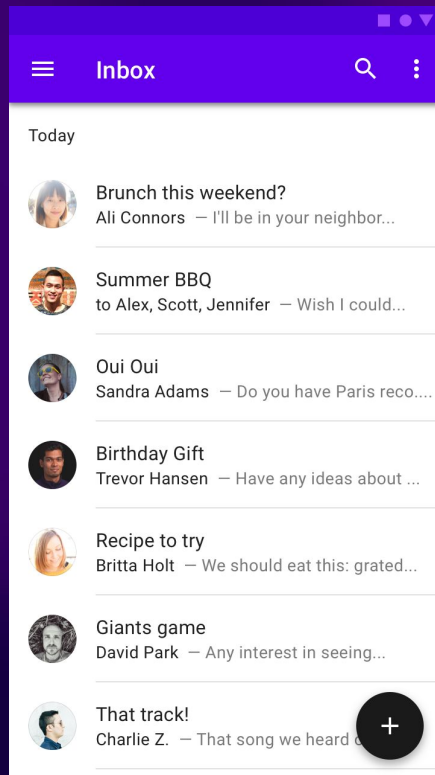 Inbox
Today
Brunch this weekend?
Ali Connors — I'll be in your neighbor...
Summer BBQ
to Alex, Scott, Jennifer — Wish I could...
Oui Oui
Sandra Adams — Do you have Paris reco....
Birthday Gift
Trevor Hansen — Have any ideas about ...
Recipe to try
Britta Holt — We should eat this: grated...
Giants game
David Park — Any interest in seeing...
That track!
Charlie Z. — That song we heard